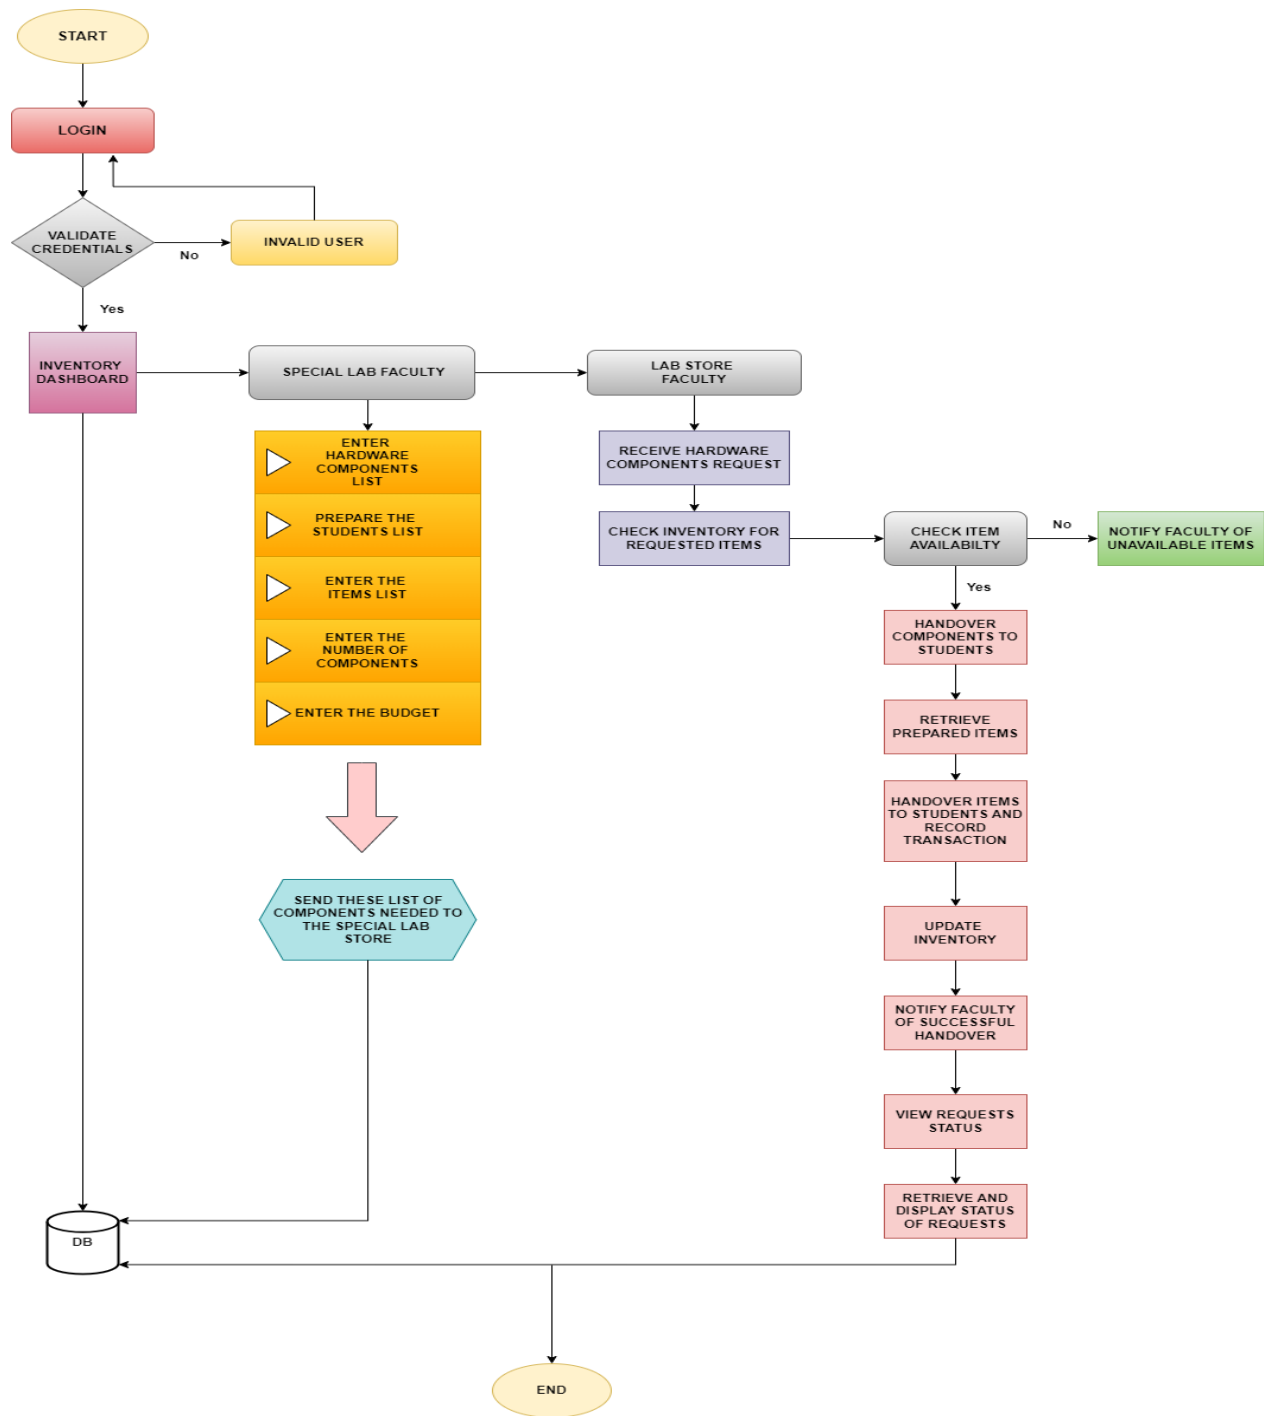 START
LOGIN
VALIDATE
CREDENTIALS
No
INVALID USER
Yes
INVENTORY
DASHBOARD
SPECIAL LAB FACULTY
LAB STORE
FACULTY
ENTER
HARDWARE
COMPONENTS
LIST
PREPARE THE
STUDENTS LIST
ENTER THE
ITEMS LIST
ENTER THE
NUMBER OF
COMPONENTS
ENTER THE BUDGET
SEND THESE LIST OF
COMPONENTS NEEDED TO
THE SPECIAL LAB
STORE
RECEIVE HARDWARE
COMPONENTS REQUEST
CHECK INVENTORY FOR
REQUESTED ITEMS
CHECK ITEM
AVAILABILTY
No
NOTIFY FACULTY OF
UNAVAILABLE ITEMS
Yes
HANDOVER
COMPONENTS TO
STUDENTS
RETRIEVE
PREPARED ITEMS
HANDOVER ITEMS
TO STUDENTS AND
RECORD
TRANSACTION
UPDATE
INVENTORY
NOTIFY FACULTY
OF SUCCESSFUL
HANDOVER
VIEW REQUESTS
STATUS
RETRIEVE AND
DISPLAY STATUS
OF REQUESTS
DB
END